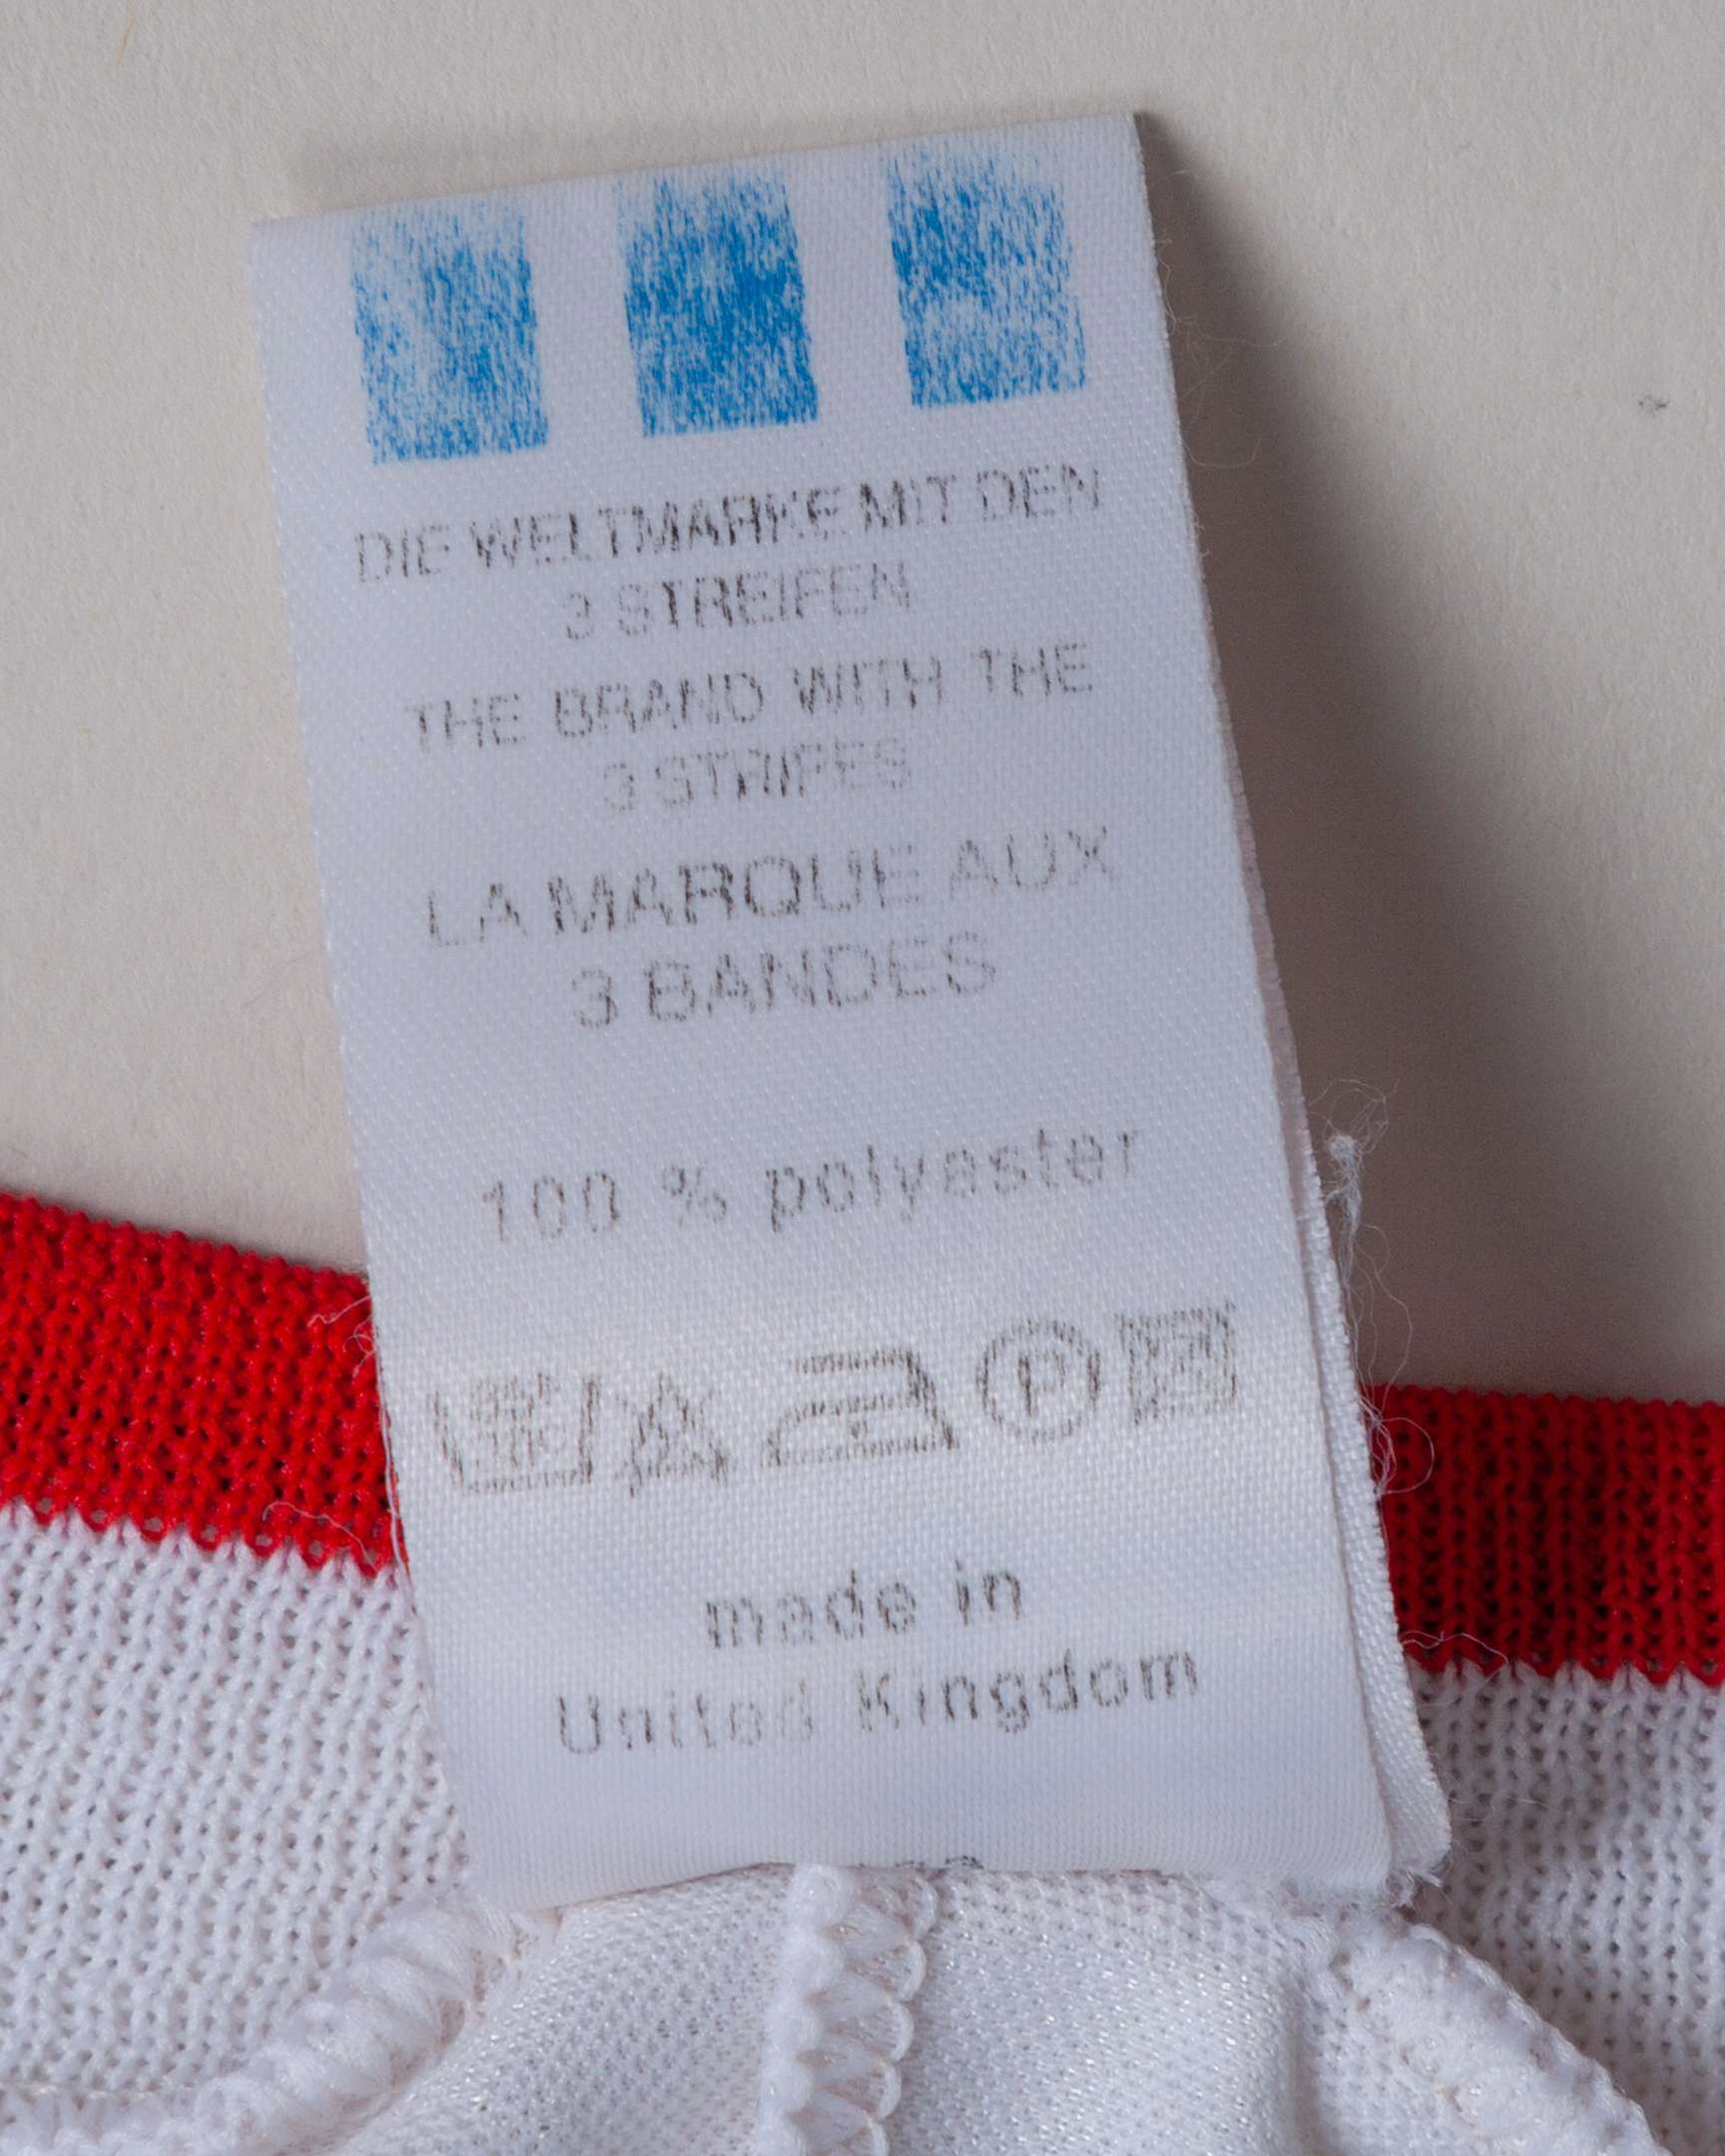 DIE WELTMARKE MIT DEN
3 STREIFEN
THE BRAND WITH THE
3 STRIPES
LA MARQUE AUX
3 BANDES
100 % polyester
P
made in
United Kingdom